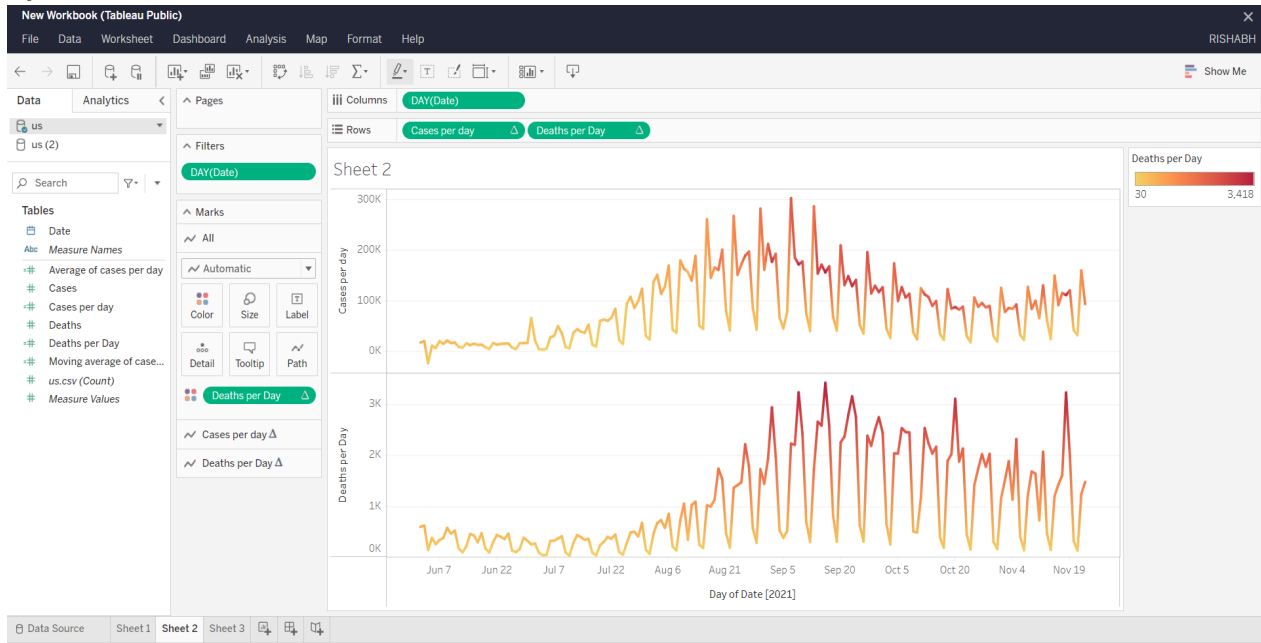 New Workbook (Tableau Public)
File Data Worksheet Dashboard Analysis Map Format Help RISHABH
Show Me
Data Analytics
us
us (2)
Search
Tables
Date
Abc Measure Names
Average of cases per day
Cases
Cases per day
Deaths
Deaths per Day
Moving average of case...
us.csv (Count)
Measure Values
Pages
Filters
DAY(Date)
Marks
All
Automatic
Color Size Label
Detail Tooltip Path
Deaths per Day
Cases per day
Deaths per Day
Columns DAY(Date)
Rows Cases per day Deaths per Day
Sheet 2
Cases per day
300K
200K
100K
0K
Deaths per Day
3K
2K
1K
0K
Jun 7 Jun 22 Jul 7 Jul 22 Aug 6 Aug 21 Sep 5 Sep 20 Oct 5 Oct 20 Nov 4 Nov 19
Day of Date [2021]
Deaths per Day
30 3,418
Data Source Sheet 1 Sheet 2 Sheet 3